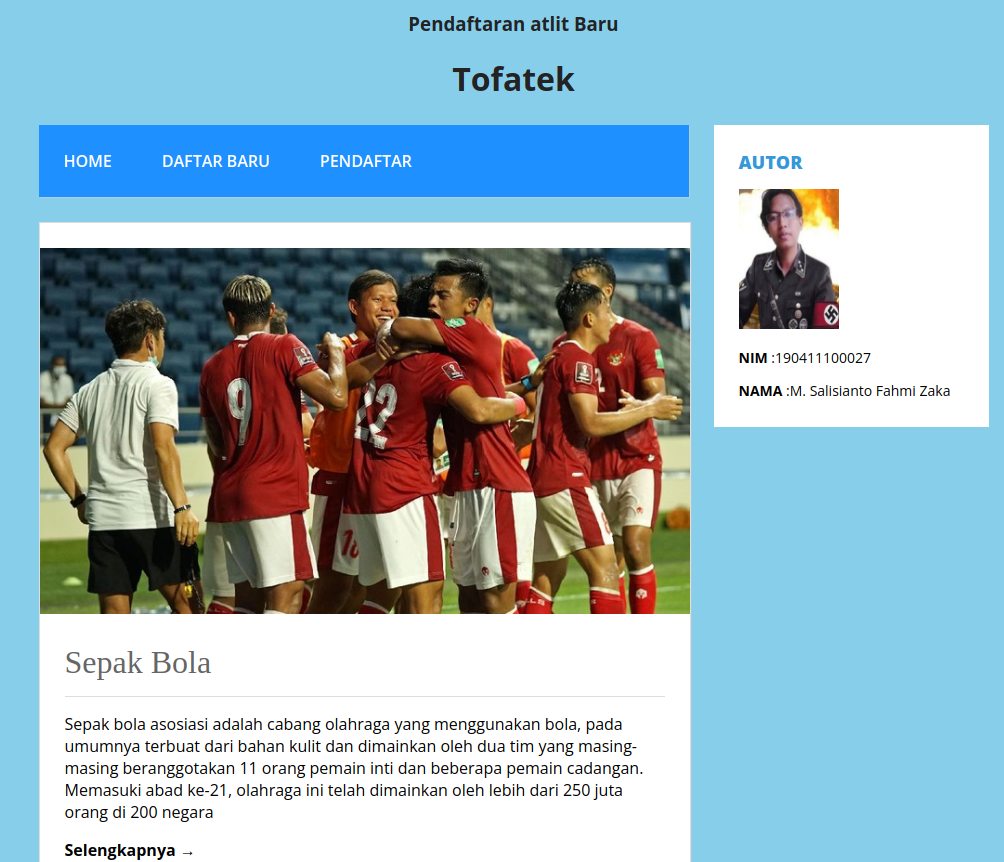 Pendaftaran atlit Baru
Tofatek
HOME DAFTAR BARU PENDAFTAR
9
22
10
Sepak Bola
Sepak bola asosiasi adalah cabang olahraga yang menggunakan bola, pada
umumnya terbuat dari bahan kulit dan dimainkan oleh dua tim yang masing-
masing beranggotakan 11 orang pemain inti dan beberapa pemain cadangan.
Memasuki abad ke-21, olahraga ini telah dimainkan oleh lebih dari 250 juta
orang di 200 negara
Selengkapnya →
AUTOR
NIM :190411100027
NAMA :M. Salisianto Fahmi Zaka